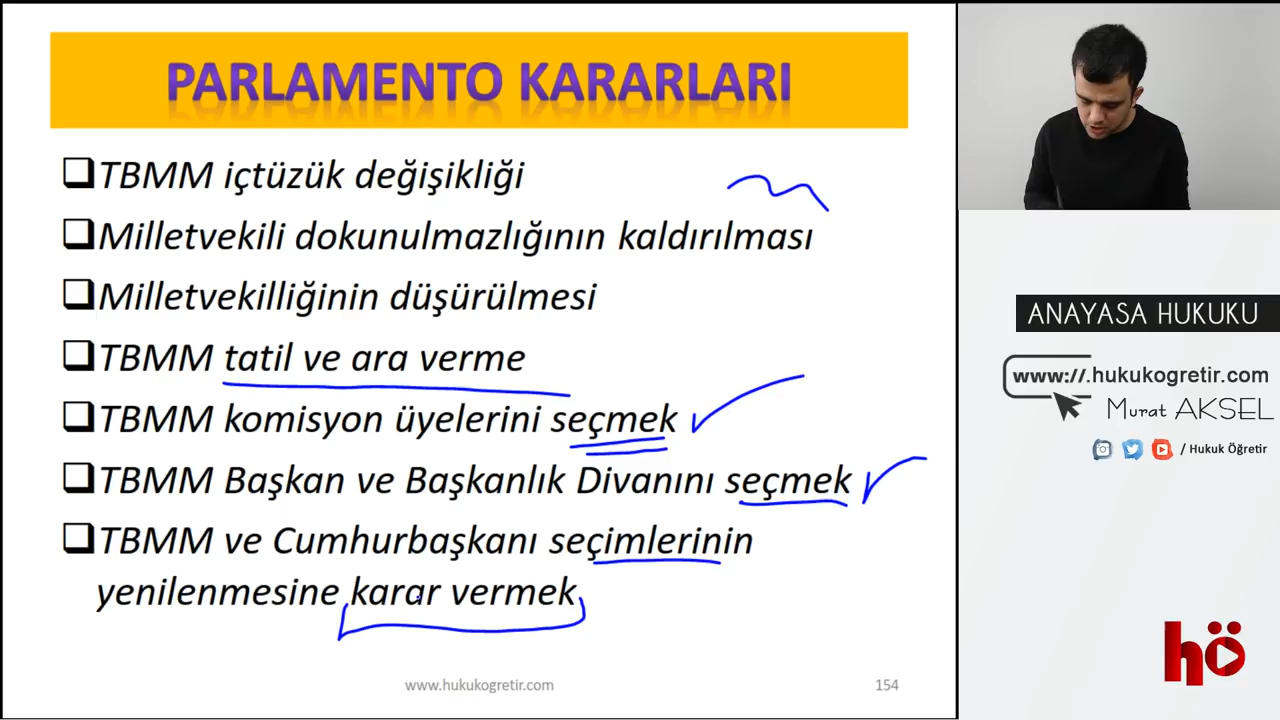 PARLAMENTO KARARLARI
TBMM içtüzük değişikliği
Milletvekili dokunulmazlığının kaldırılması
Milletvekilliğinin düşürülmesi
TBMM tatil ve ara verme
TBMM komisyon üyelerini seçmek
TBMM Başkan ve Başkanlık Divanını seçmek
TBMM ve Cumhurbaşkanı seçimlerinin
yenilenmesine karar vermek
www.hukukogretir.com
154
ANAYASA HUKUKU
www://.hukukogretir.com
Murat AKSEL
/ Hukuk Öğretir
hö